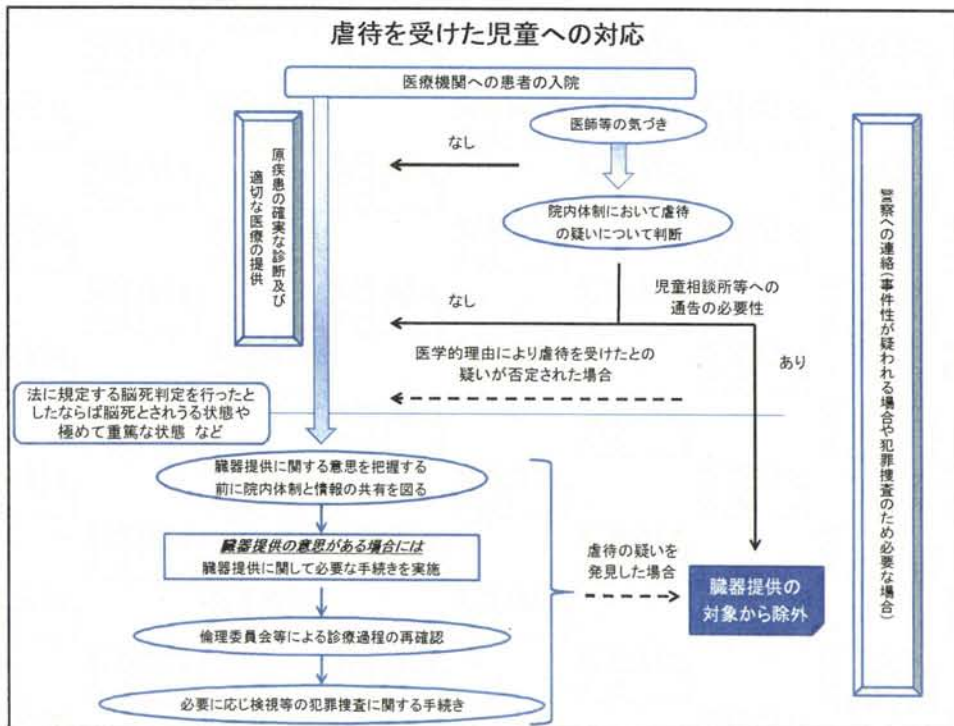 虐待を受けた児童への対応
医療機関への患者の入院
医師等の気づき
なし
原疾患の確実な診断及び
適切な医療の提供
院内体制において虐待
の疑いについて判断
児童相談所等への
通告の必要性
なし
あり
医学的理由により虐待を受けたとの
疑いが否定された場合
法に規定する脳死判定を行ったと
したならば脳死とされうる状態や
極めて重篤な状態 など
臓器提供に関する意思を把握する
前に院内体制と情報の共有を図る
臓器提供の意思がある場合には
臓器提供に関して必要な手続きを実施
倫理委員会等による診療過程の再確認
必要に応じ検視等の犯罪捜査に関する手続き
虐待の疑いを
発見した場合
臓器提供の
対象から除外
警察への連絡(事件性が疑われる場合や犯罪捜査のため必要な場合)